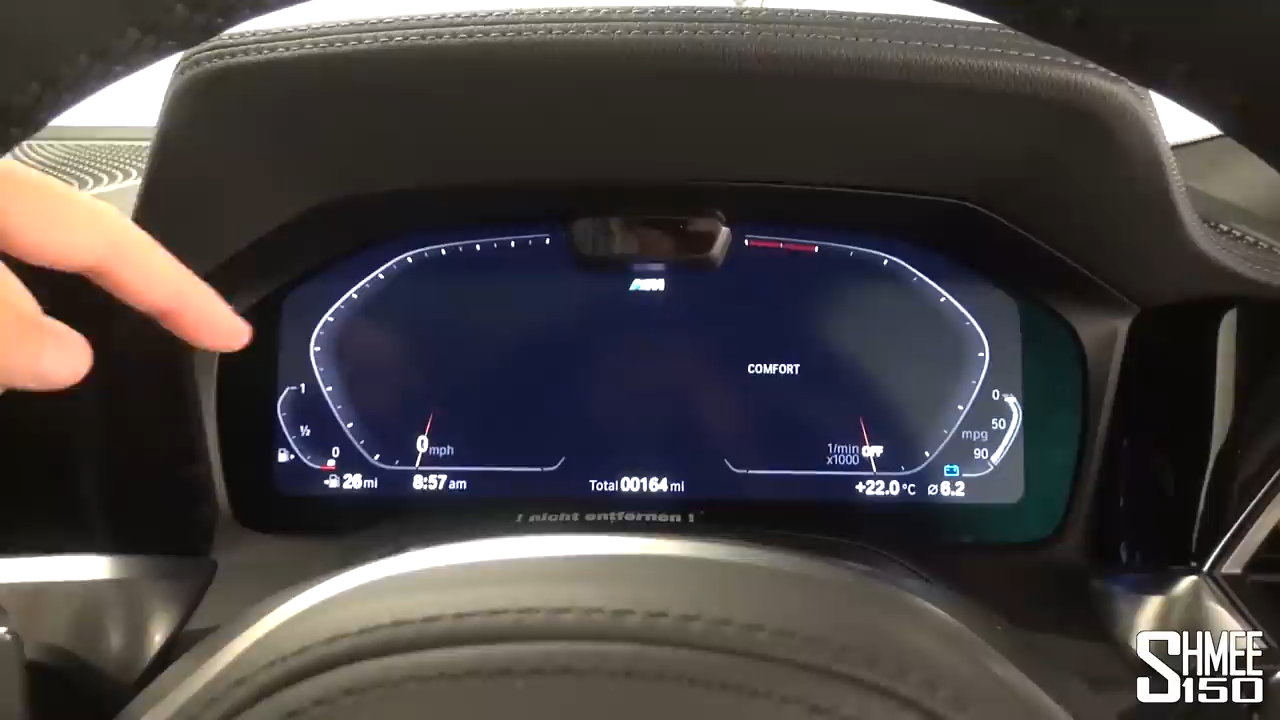 M
COMFORT
1
½
0
0 mph
1/min
x1000
OFF
0
50
mpg
90
26 mi
8:57 am
Total 00164 mi
+22.0 °C
Ø 6.2
! nicht entfernen !
SHMEE
150